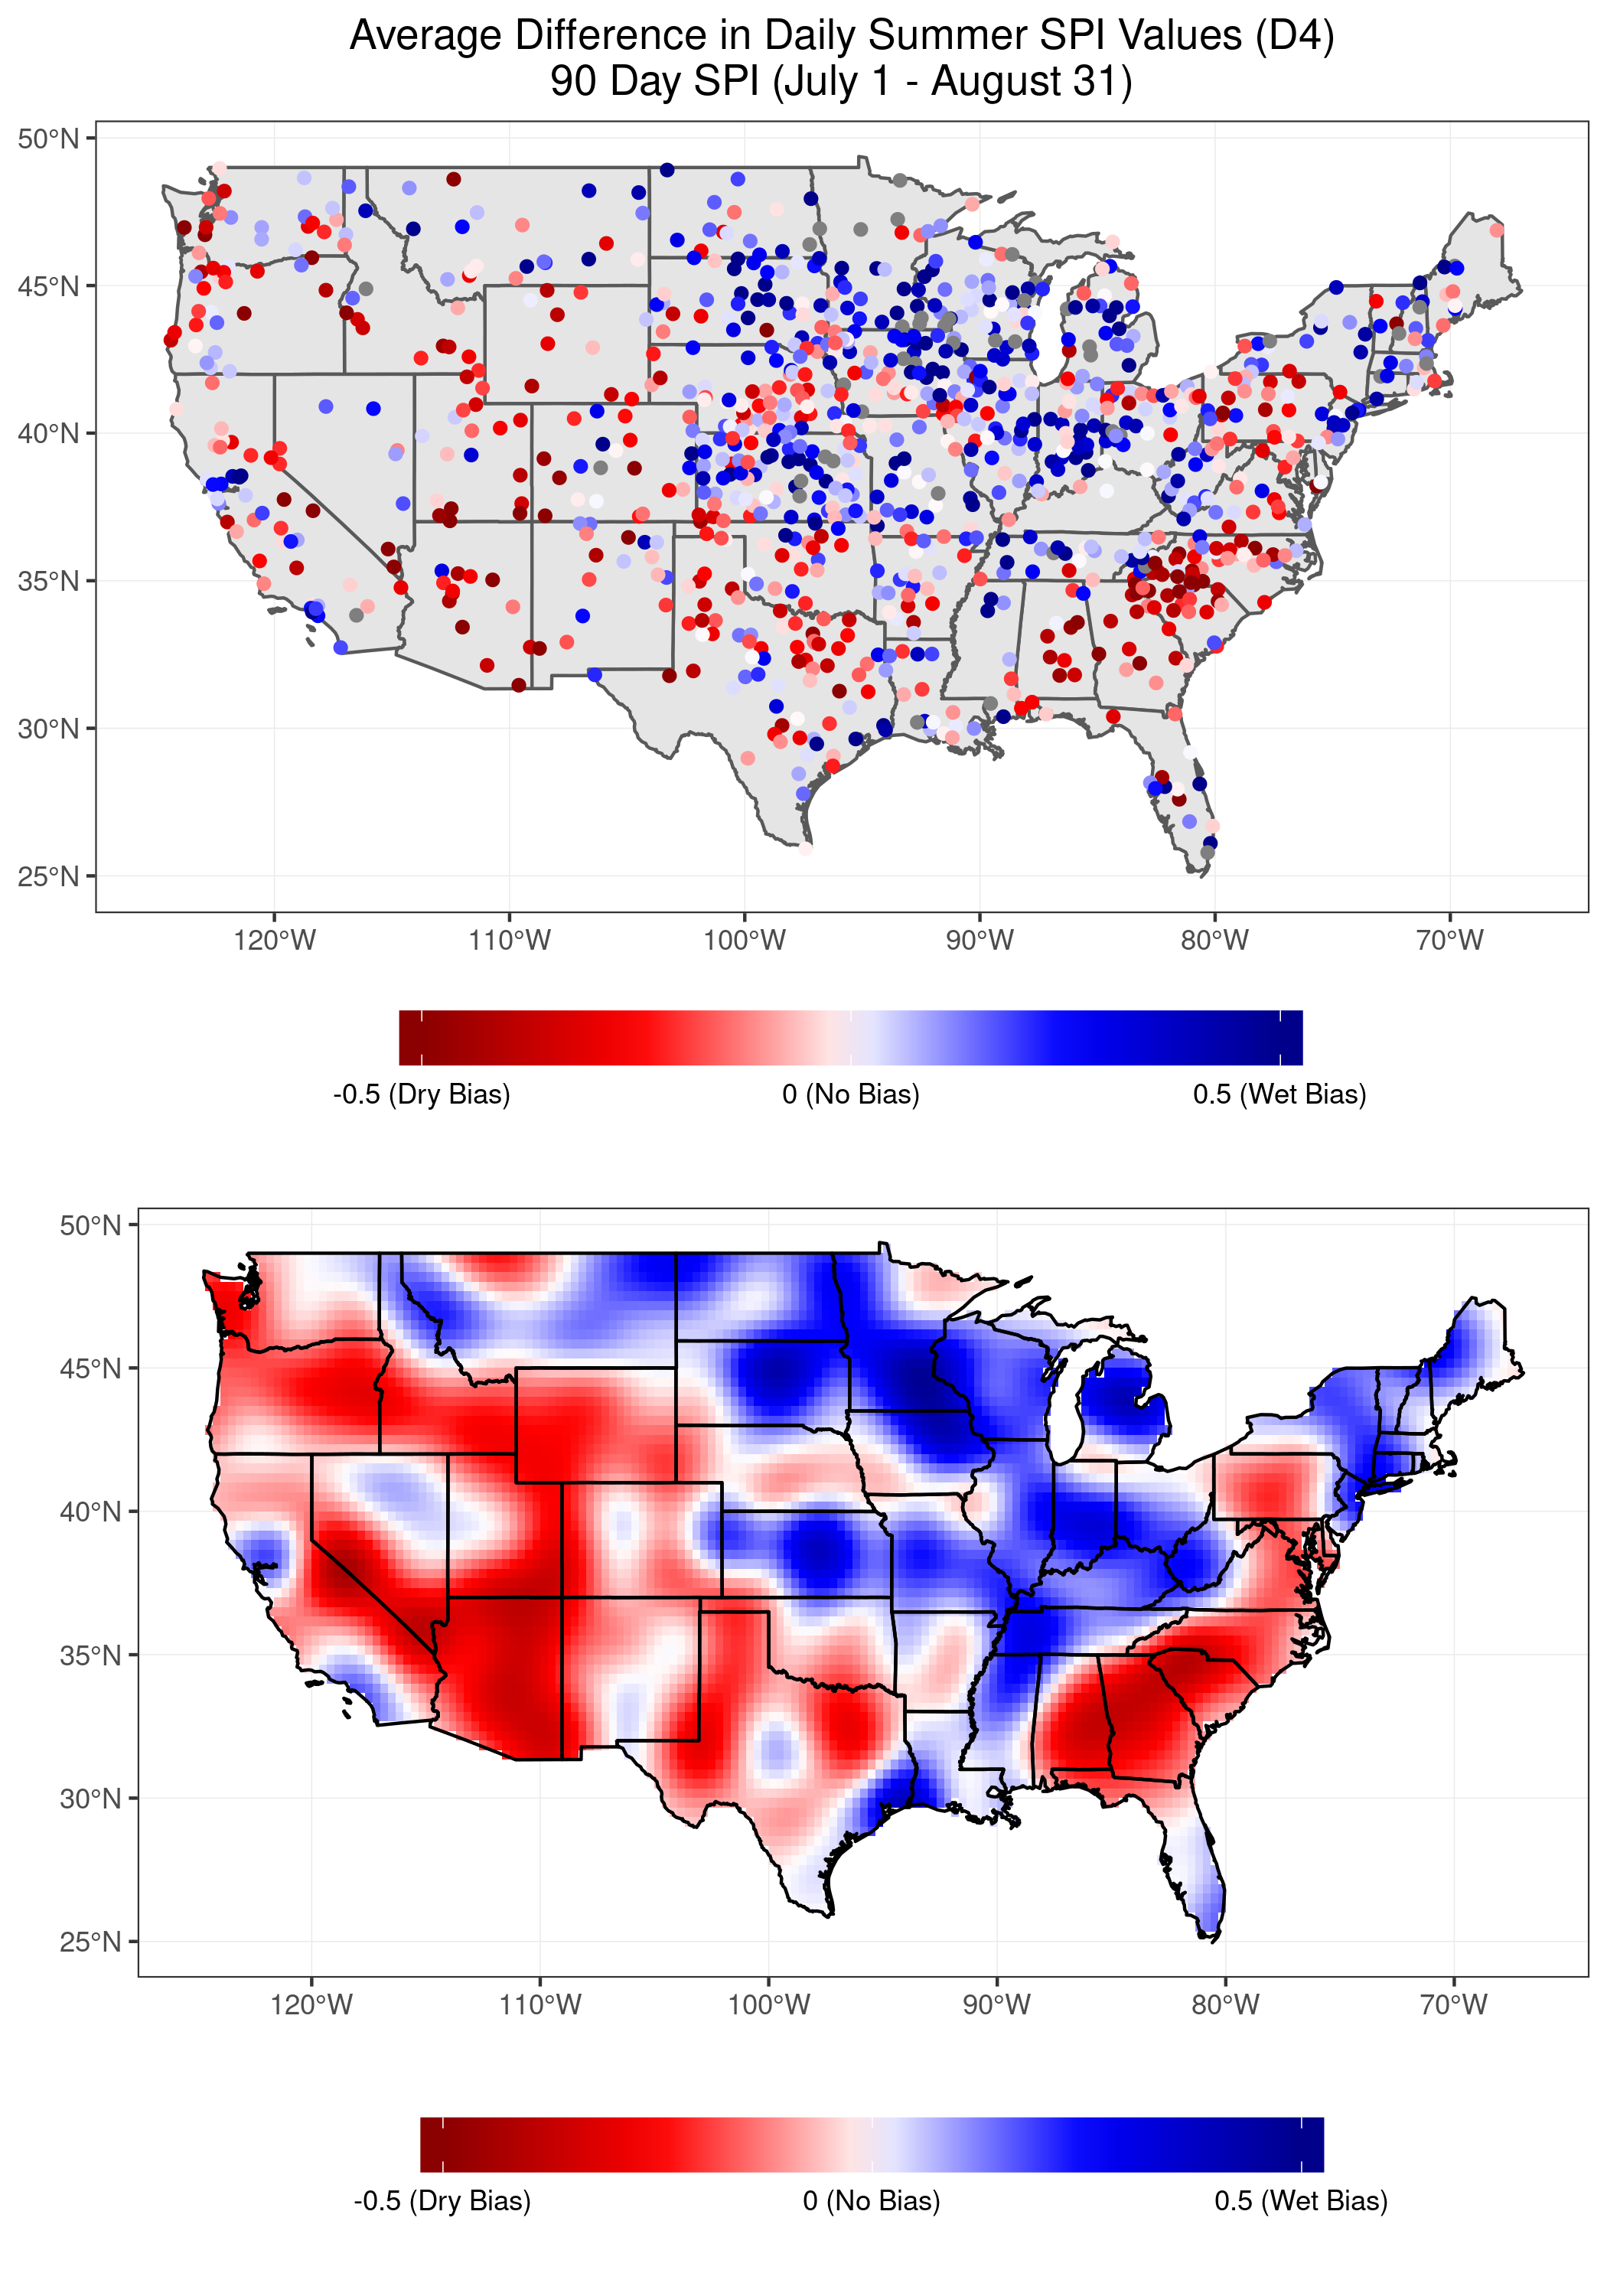 Average Difference in Daily Summer SPI Values (D4)
90 Day SPI (July 1 - August 31)
50°N
45°N
40°N
35°N
30°N
25°N
120°W 110°W 100°W 90°W 80°W 70°W
-0.5 (Dry Bias) 0 (No Bias) 0.5 (Wet Bias)
50°N
45°N
40°N
35°N
30°N
25°N
120°W 110°W 100°W 90°W 80°W 70°W
-0.5 (Dry Bias) 0 (No Bias) 0.5 (Wet Bias)